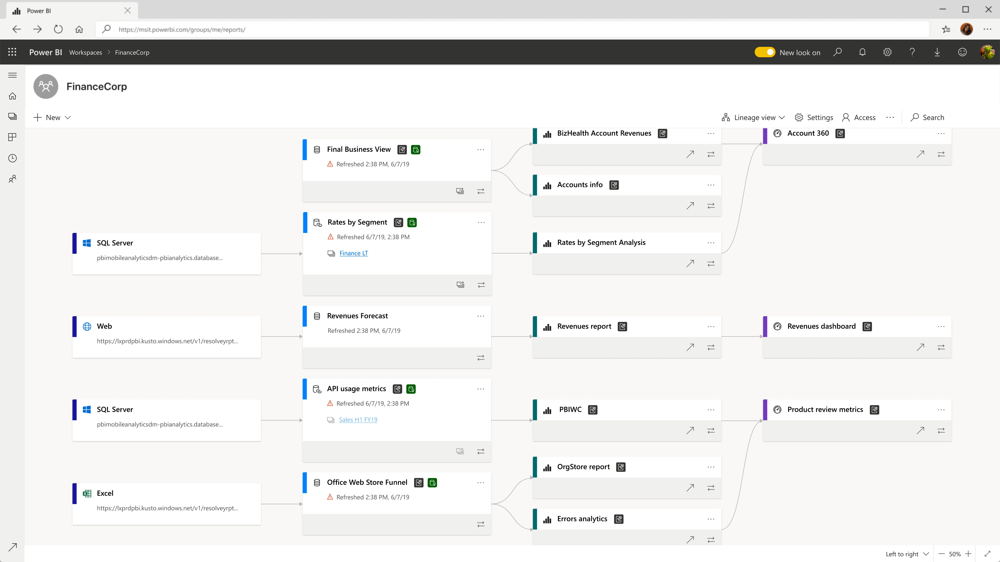 Power BI
https://msit.powerbi.com/groups/me/reports/
Power BI Workspaces > FinanceCorp
New look on
FinanceCorp
New
Lineage view
Settings
Access
Search
BizHealth Account Revenues
Account 360
Final Business View
Refreshed 2:38 PM, 6/7/19
Accounts info
Rates by Segment
Refreshed 6/7/19, 2:38 PM
Finance LT
SQL Server
pbimobileanalyticsdm-pbianalytics.database...
Rates by Segment Analysis
Web
https://lxprdpbi.kusto.windows.net/v1/resolveyrpt...
Revenues Forecast
Refreshed 2:38 PM, 6/7/19
Revenues report
Revenues dashboard
API usage metrics
Refreshed 6/7/19, 2:38 PM
Sales H1 FY19
SQL Server
pbimobileanalyticsdm-pbianalytics.database...
PBIWC
Product review metrics
OrgStore report
Excel
https://lxprdpbi.kusto.windows.net/v1/resolveyrpt...
Office Web Store Funnel
Refreshed 2:38 PM, 6/7/19
Errors analytics
Left to right
50%